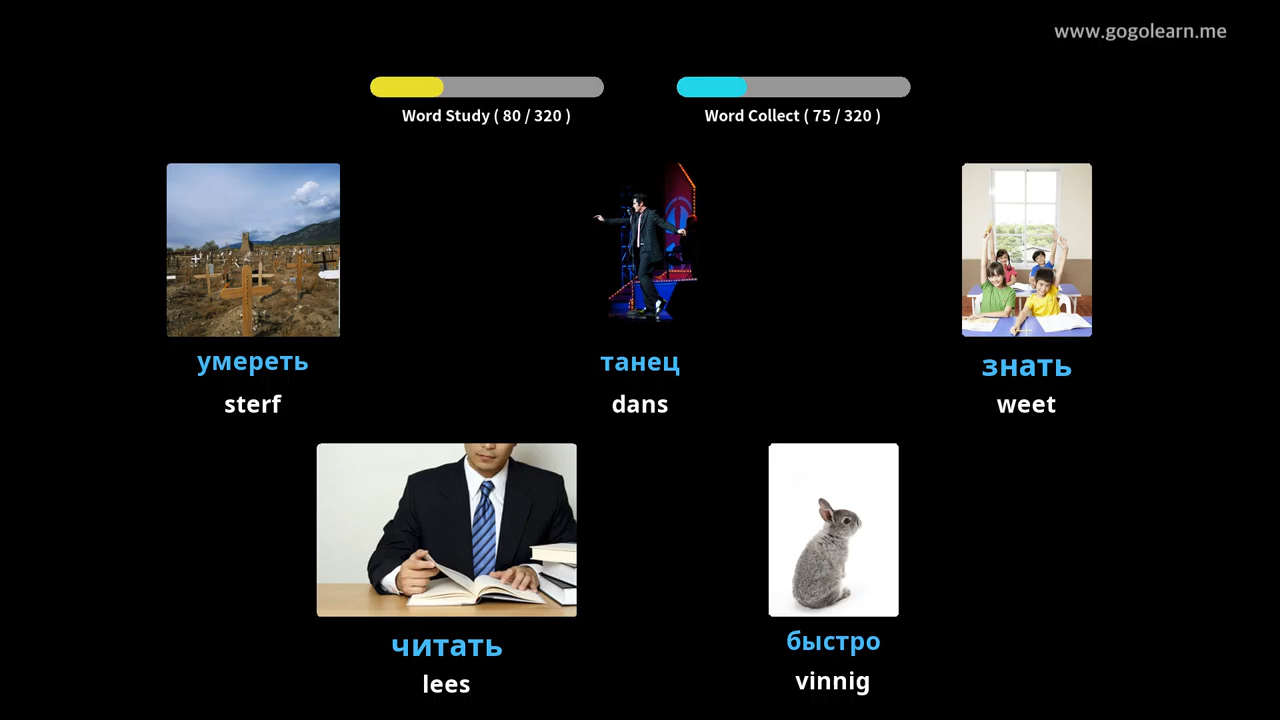 www.gogolearn.me
Word Study ( 80 / 320 )
Word Collect ( 75 / 320 )
умереть
sterf
танец
dans
знать
weet
читать
lees
быстро
vinnig